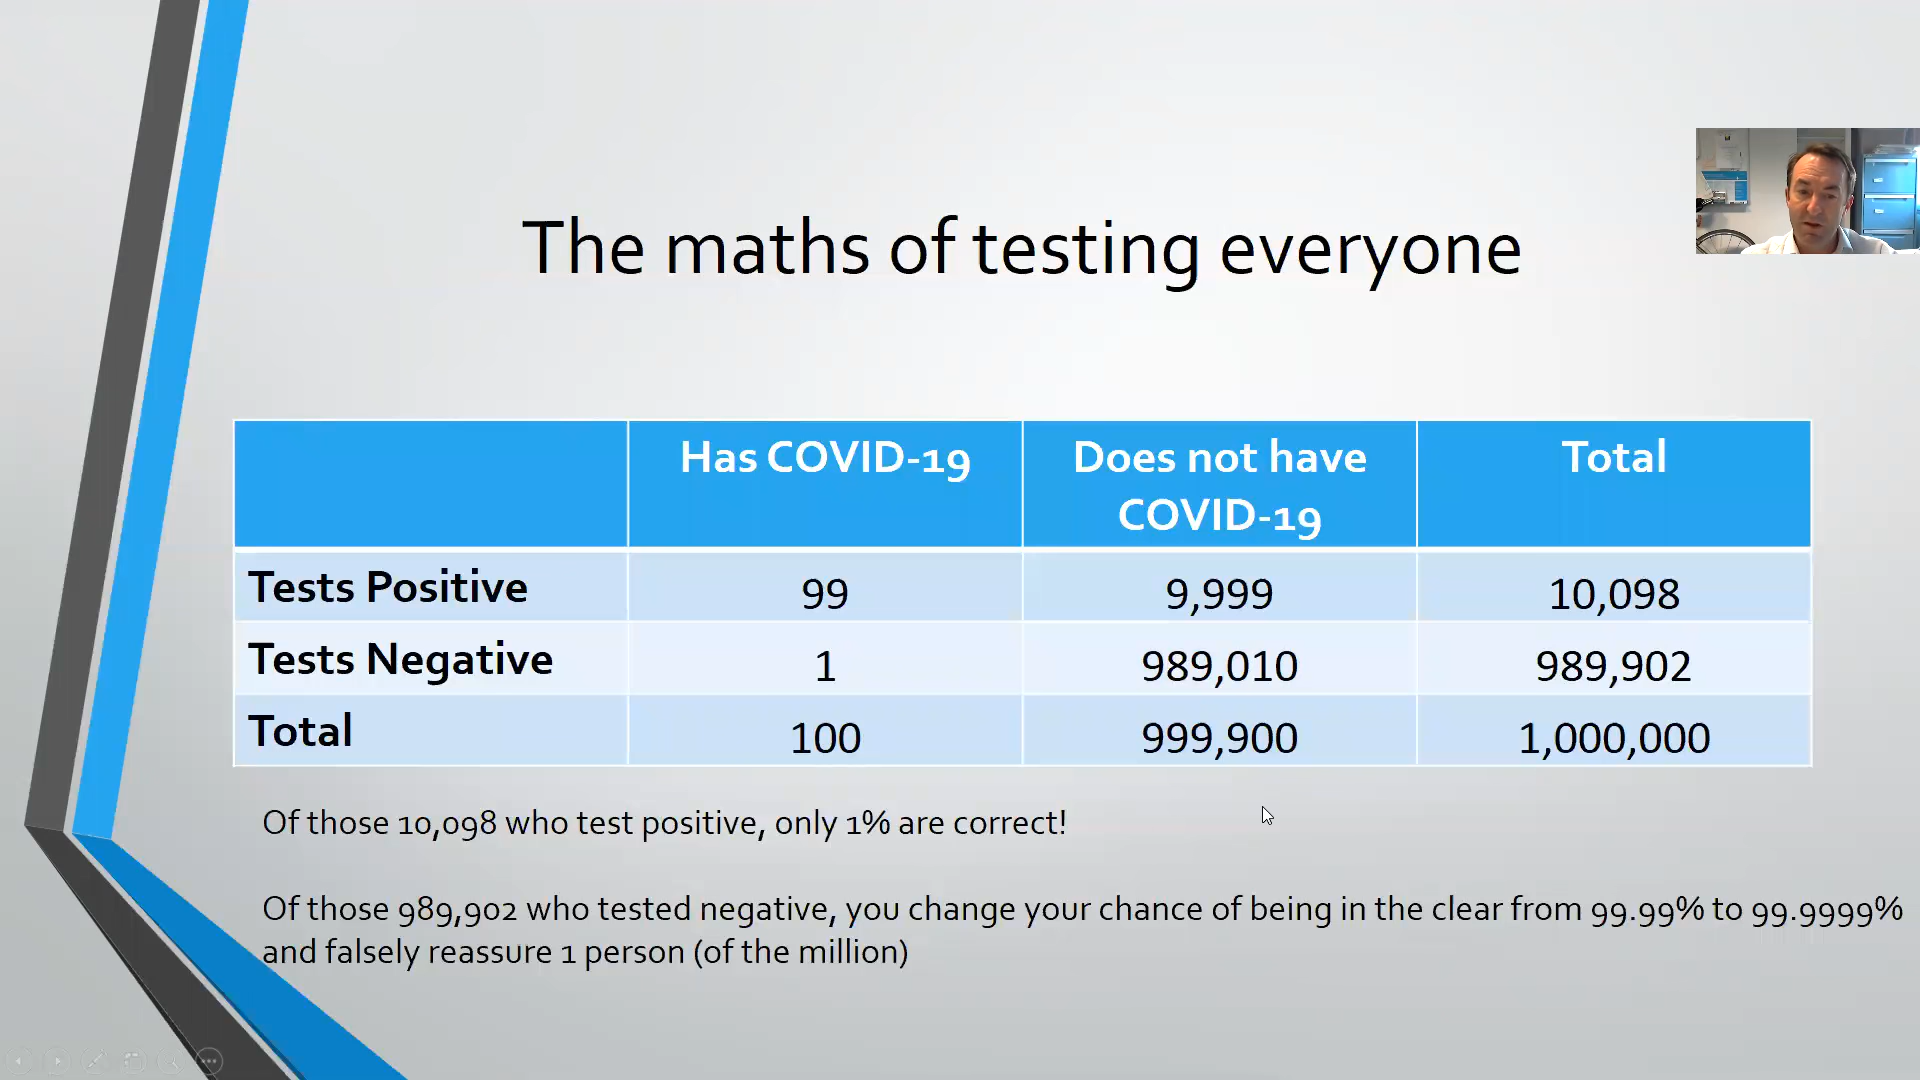 The maths of testing everyone
Has COVID-19 Does not have Total
COVID-19
Tests Positive 99 9,999 10,098
Tests Negative 1 989,010 989,902
Total 100 999,900 1,000,000
Of those 10,098 who test positive, only 1% are correct!
Of those 989,902 who tested negative, you change your chance of being in the clear from 99.99% to 99.9999%
and falsely reassure 1 person (of the million)